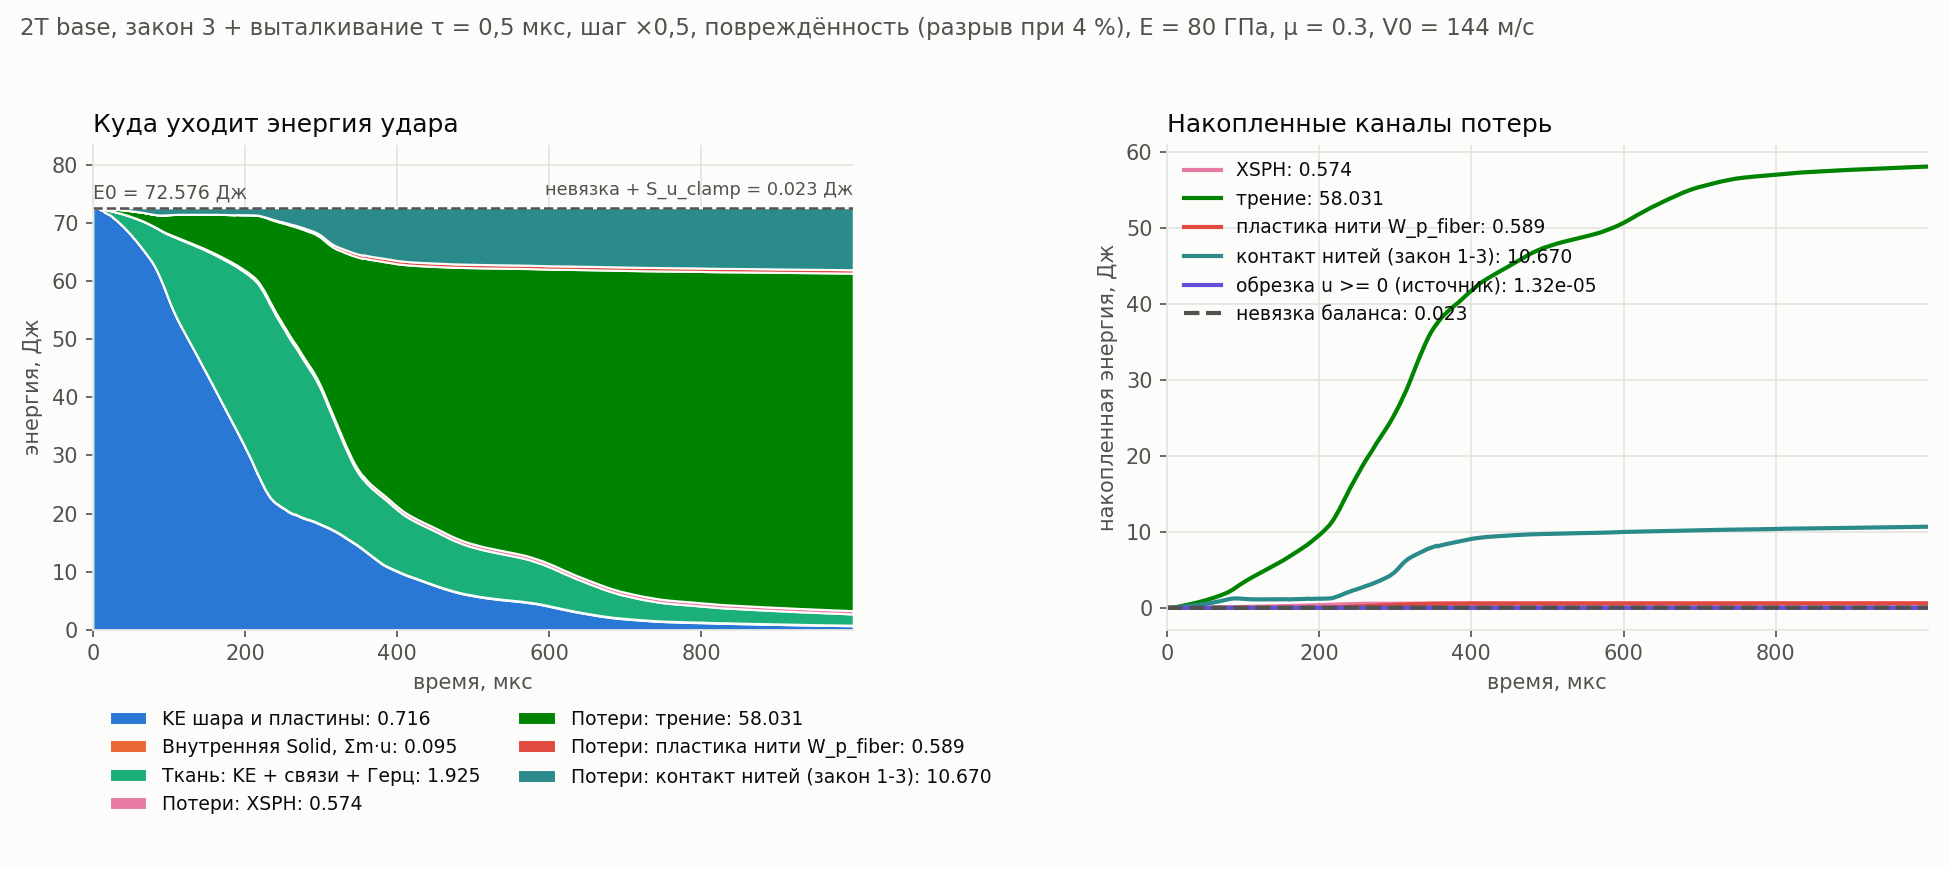 2T base, закон 3 + выталкивание τ = 0,5 мкс, шаг ×0,5, повреждённость (разрыв при 4 %), E = 80 ГПа, μ = 0.3, V0 = 144 м/с
Куда уходит энергия удара
E0 = 72.576 Дж
невязка + S_u_clamp = 0.023 Дж
энергия, Дж
80
70
60
50
40
30
20
10
0
0 200 400 600 800
время, мкс
KE шара и пластины: 0.716
Внутренняя Solid, Σm·u: 0.095
Ткань: KE + связи + Герц: 1.925
Потери: XSPH: 0.574
Потери: трение: 58.031
Потери: пластика нити W_p_fiber: 0.589
Потери: контакт нитей (закон 1-3): 10.670
Накопленные каналы потерь
накопленная энергия, Дж
60
50
40
30
20
10
0
XSPH: 0.574
трение: 58.031
пластика нити W_p_fiber: 0.589
контакт нитей (закон 1-3): 10.670
обрезка u >= 0 (источник): 1.32e-05
невязка баланса: 0.023
0 200 400 600 800
время, мкс